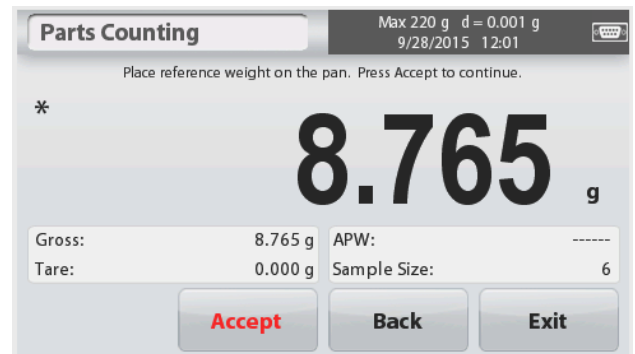 Parts Counting
Max 220 g d = 0.001 g
9/28/2015 12:01
Place reference weight on the pan. Press Accept to continue.
*
8.765 g
Gross: 8.765 g APW: ------
Tare: 0.000 g Sample Size: 6
Accept Back Exit